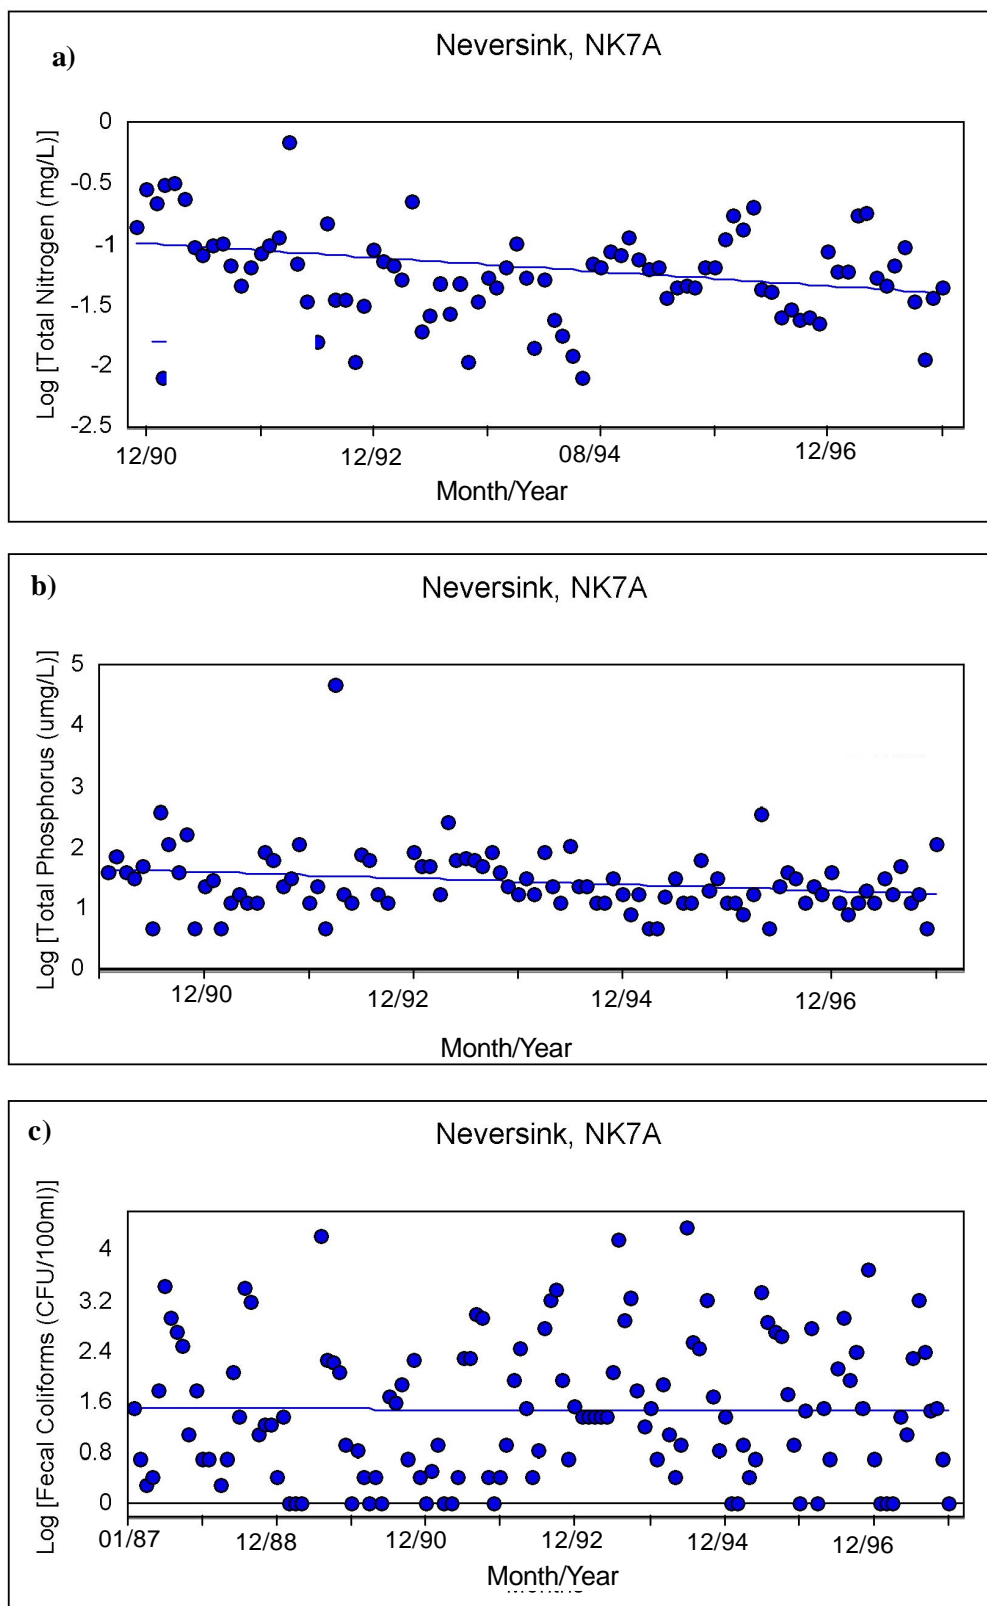 a)
Neversink, NK7A
Log [Total Nitrogen (mg/L)]
0
-0.5
-1
-1.5
-2
-2.5
12/90
12/92
08/94
12/96
Month/Year
b)
Neversink, NK7A
Log [Total Phosphorus (umg/L)]
5
4
3
2
1
0
12/90
12/92
12/94
12/96
Month/Year
c)
Neversink, NK7A
Log [Fecal Coliforms (CFU/100ml)]
4
3.2
2.4
1.6
0.8
0
01/87
12/88
12/90
12/92
12/94
12/96
Month/Year